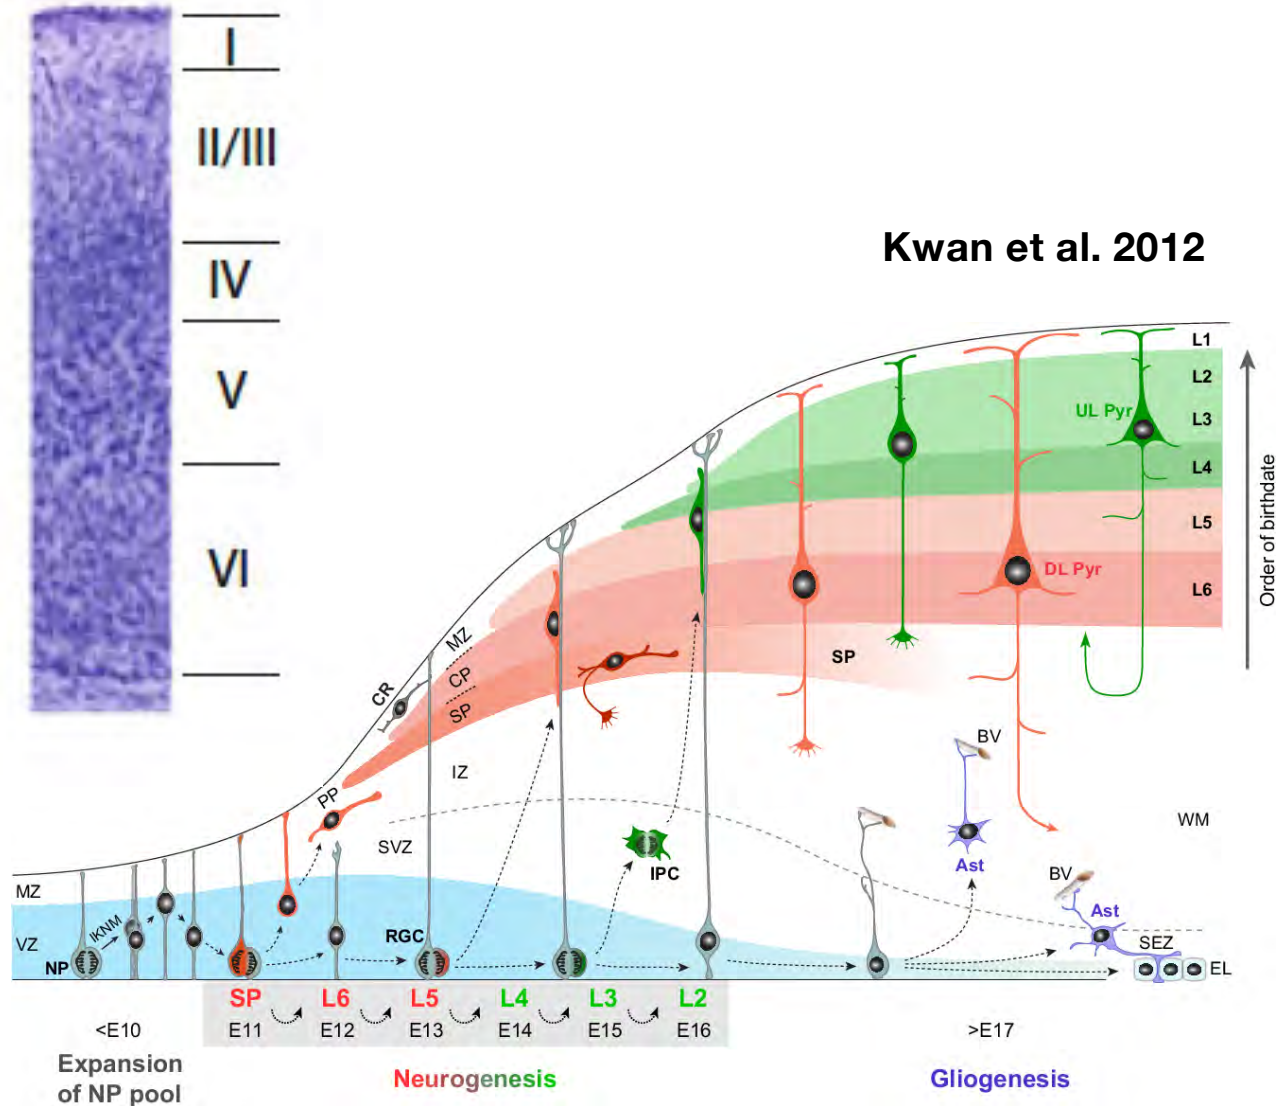 I
II/III
IV
V
VI
Kwan et al. 2012
L1
L2
UL Pyr
L3
L4
L5
DL Pyr
L6
Order of birthdate
MZ
CP
SP
CR
SP
IZ
PP
SVZ
BV
WM
Ast
IPC
BV
Ast
MZ
IKNM
VZ
NP
RGC
SEZ
EL
SP L6 L5 L4 L3 L2
<E10 E11 E12 E13 E14 E15 E16 >E17
Expansion
of NP pool
Neurogenesis
Gliogenesis